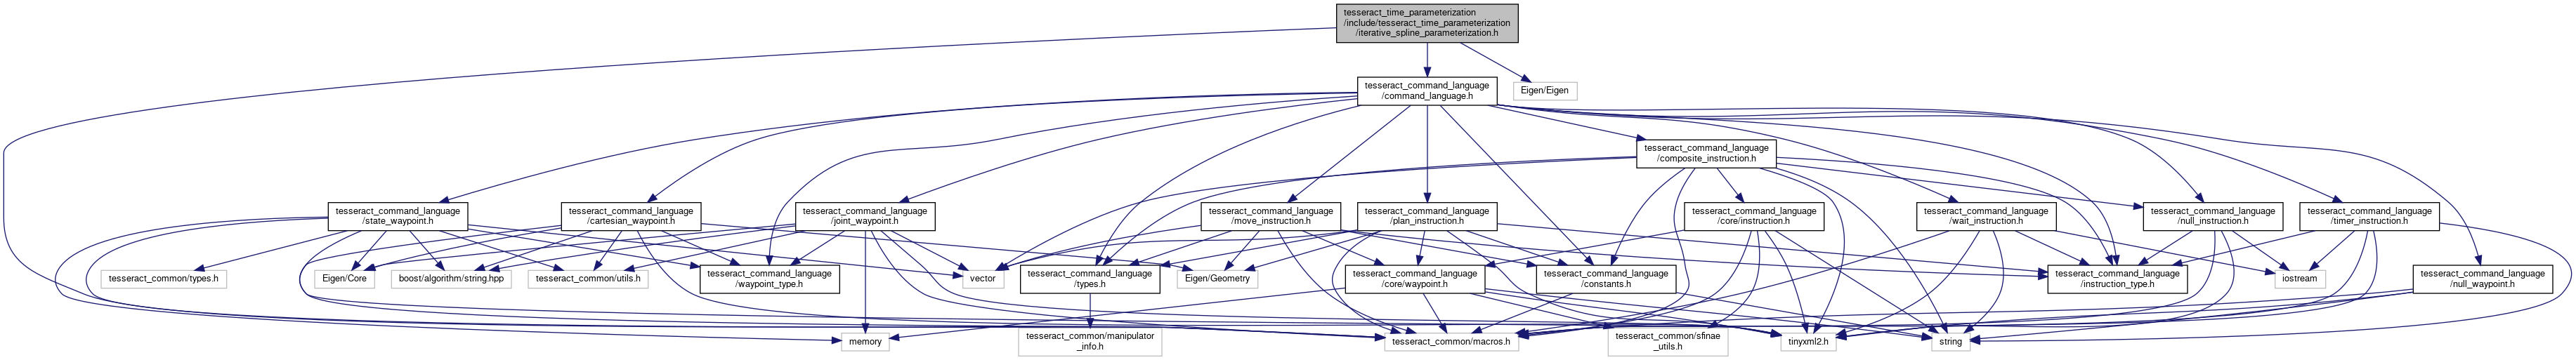 tesseract_time_parameterization
/include/tesseract_time_parameterization
/iterative_spline_parameterization.h
tesseract_command_language
/command_language.h
Eigen/Eigen
tesseract_command_language
/composite_instruction.h
tesseract_command_language
/state_waypoint.h
tesseract_command_language
/cartesian_waypoint.h
tesseract_command_language
/joint_waypoint.h
tesseract_command_language
/move_instruction.h
tesseract_command_language
/plan_instruction.h
tesseract_command_language
/core/instruction.h
tesseract_command_language
/wait_instruction.h
tesseract_command_language
/null_instruction.h
tesseract_command_language
/timer_instruction.h
tesseract_common/types.h
Eigen/Core
boost/algorithm/string.hpp
tesseract_common/utils.h
tesseract_command_language
/waypoint_type.h
vector
tesseract_command_language
/types.h
Eigen/Geometry
tesseract_command_language
/core/waypoint.h
tesseract_command_language
/constants.h
tesseract_command_language
/instruction_type.h
iostream
tesseract_command_language
/null_waypoint.h
memory
tesseract_common/manipulator
_info.h
tesseract_common/macros.h
tesseract_common/sfinae
_utils.h
tinyxml2.h
string